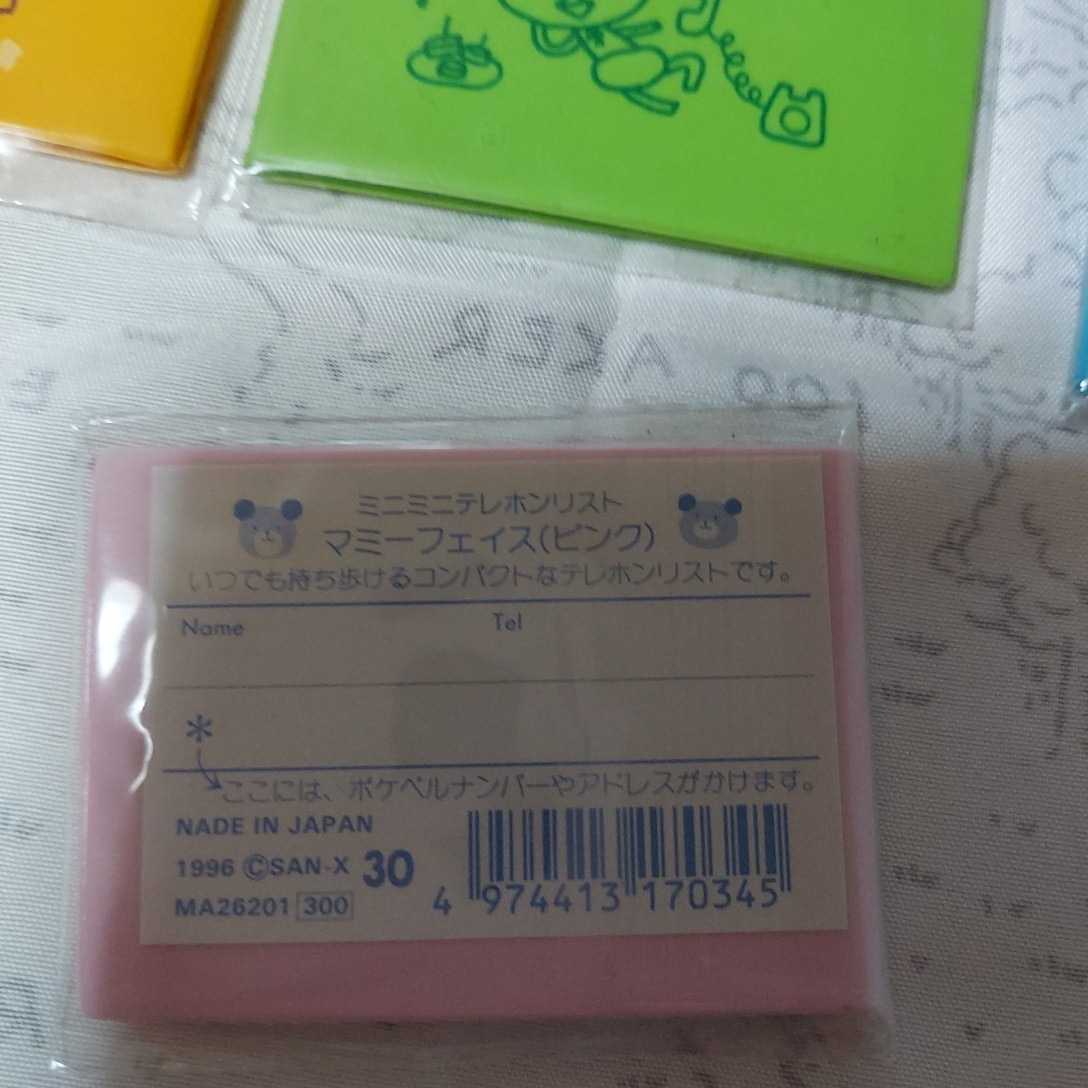 ミニミニテレホンリスト
マミーフェイス(ピンク)
いつでも持ち歩けるコンパクトなテレホンリストです。
Name Tel
*
ここには、ポケベルナンバーやアドレスがかけます。
NADE IN JAPAN
1996 ©SAN-X 30
MA26201 300
4 974413 170345